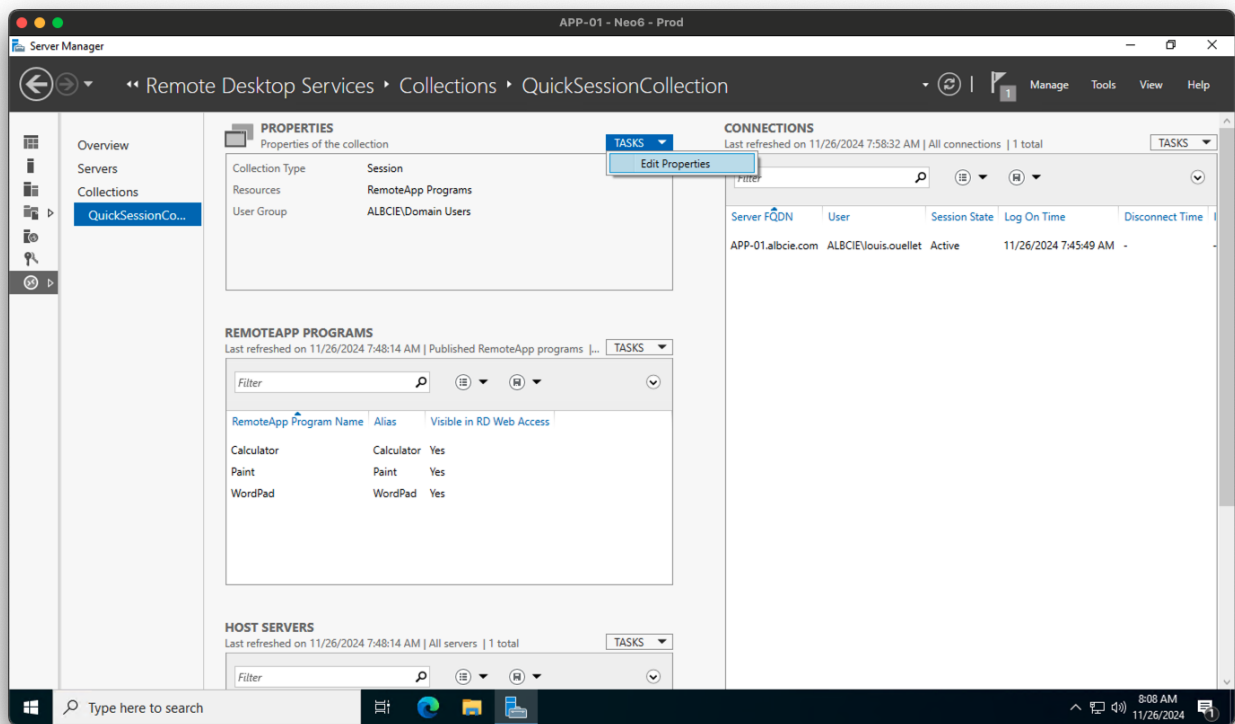 APP-01 - Neo6 - Prod
Server Manager
Remote Desktop Services
Collections
QuickSessionCollection
1
Manage
Tools
View
Help
Overview
Servers
Collections
QuickSessionCo...
PROPERTIES
Properties of the collection
TASKS
Edit Properties
Collection Type Session
Resources RemoteApp Programs
User Group ALBCIE\Domain Users
REMOTEAPP PROGRAMS
Last refreshed on 11/26/2024 7:48:14 AM | Published RemoteApp programs |...
TASKS
Filter
RemoteApp Program Name Alias Visible in RD Web Access
Calculator Calculator Yes
Paint Paint Yes
WordPad WordPad Yes
HOST SERVERS
Last refreshed on 11/26/2024 7:48:14 AM | All servers | 1 total
TASKS
Filter
CONNECTIONS
Last refreshed on 11/26/2024 7:58:32 AM | All connections | 1 total
TASKS
Filter
Server FQDN User Session State Log On Time Disconnect Time
APP-01.albcie.com ALBCIE\louis.ouellet Active 11/26/2024 7:45:49 AM - -
Type here to search
8:08 AM
11/26/2024
1